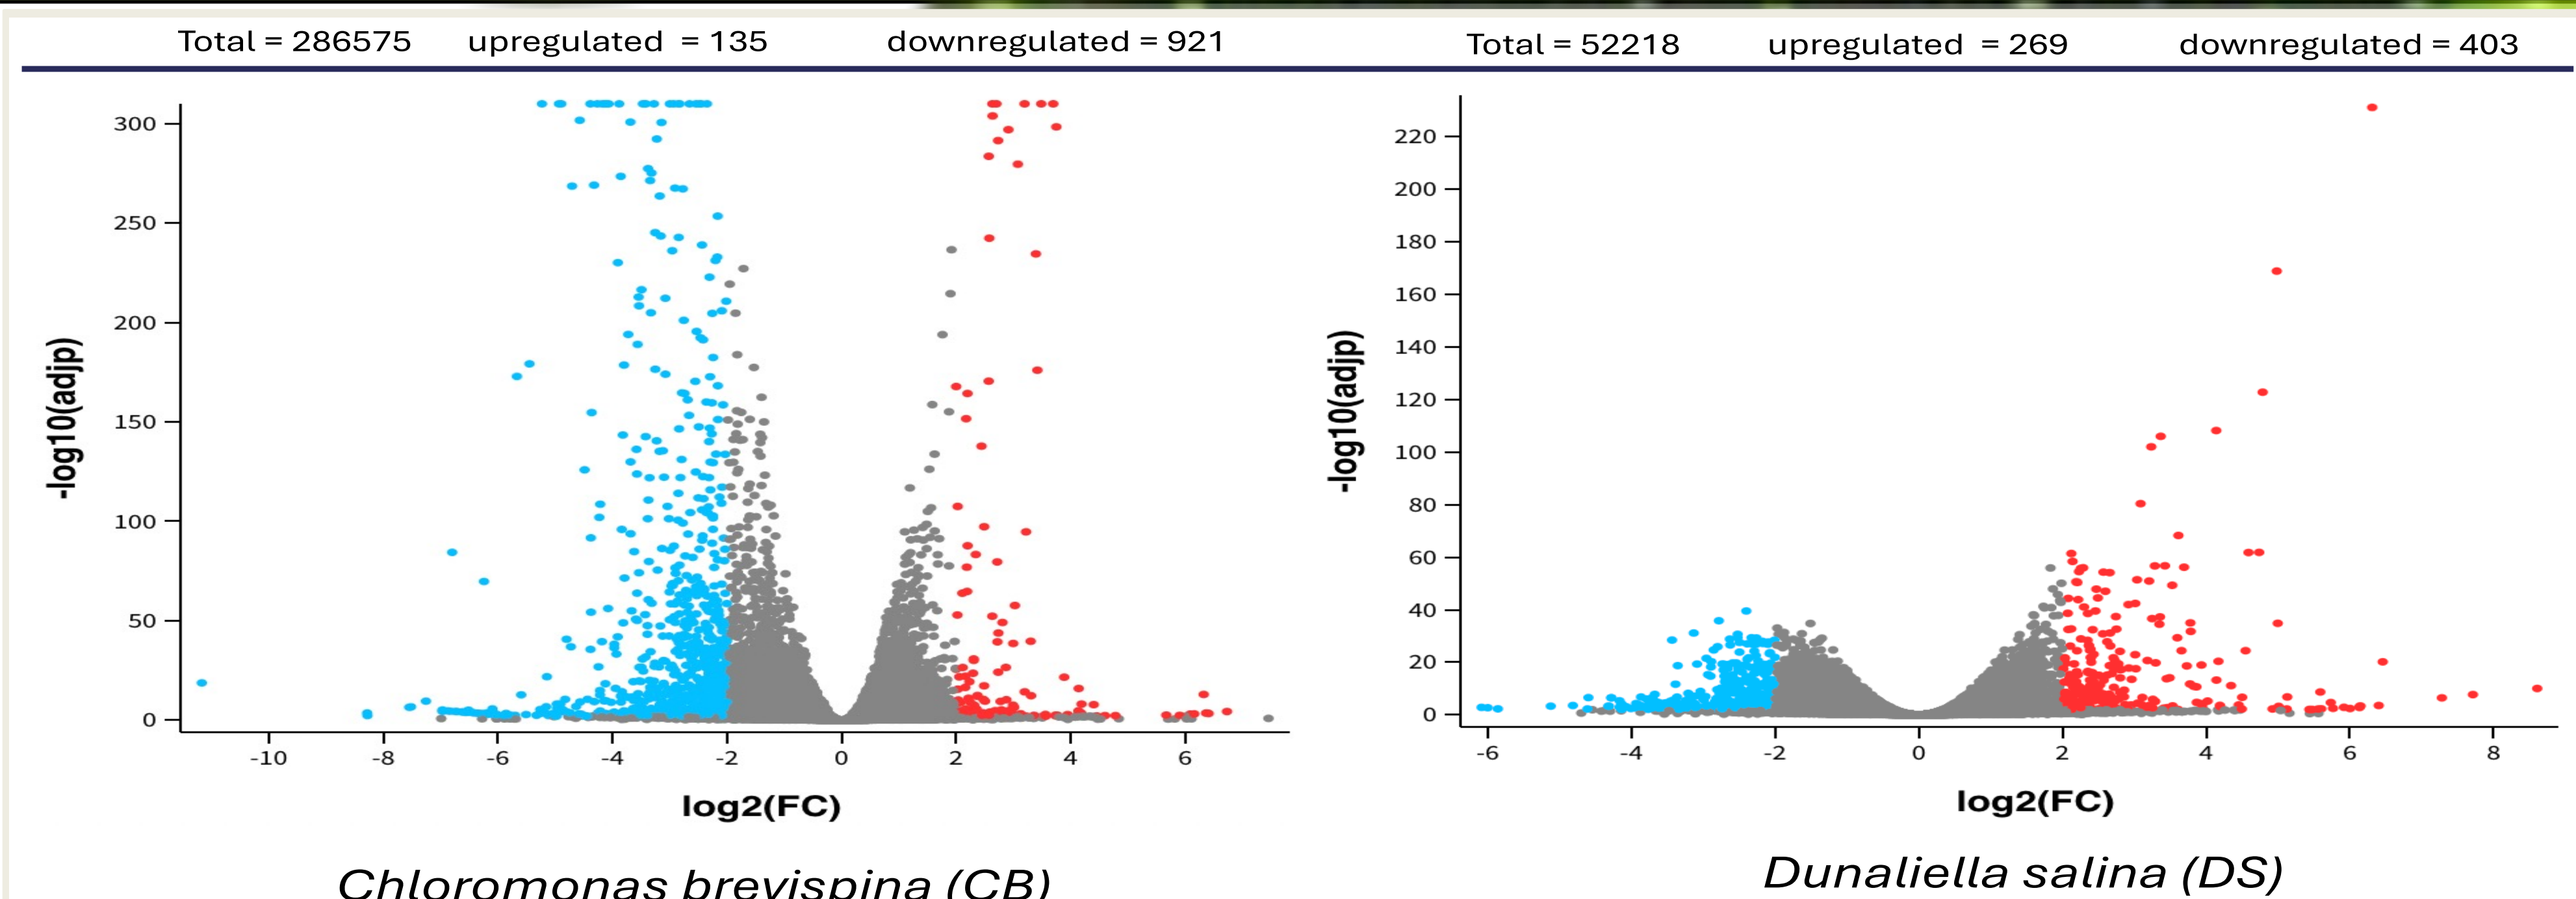 Total = 286575 upregulated = 135 downregulated = 921
Total = 52218 upregulated = 269 downregulated = 403
300
250
200
150
100
50
0
-log10(adjp)
-10 -8 -6 -4 -2 0 2 4 6
log2(FC)
Chloromonas brevispina (CB)
220
200
180
160
140
120
100
80
60
40
20
0
-log10(adjp)
-6 -4 -2 0 2 4 6 8
log2(FC)
Dunaliella salina (DS)